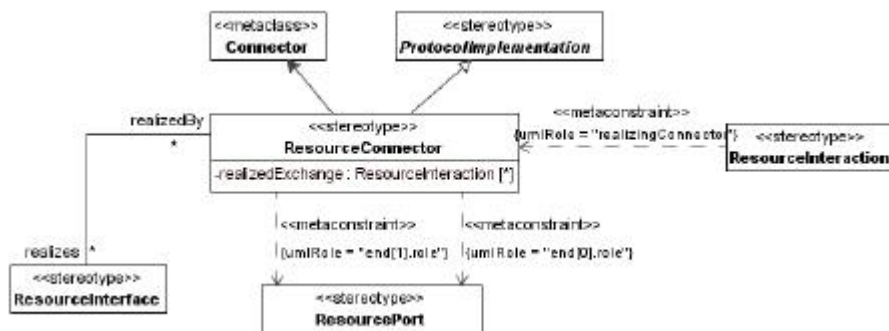 <<metaclass>>
Connector
<<stereotype>>
ProtocolImplementation
realizedBy
*
<<stereotype>>
ResourceConnector
-realizedExchange : ResourceInteraction [*]
<<metaconstraint>>
{umlRole = "realizingConnector"}
<<stereotype>>
ResourceInteraction
<<metaconstraint>>
{umlRole = "end[1].role"}
<<metaconstraint>>
{umlRole = "end[0].role"}
realizes *
<<stereotype>>
ResourceInterface
<<stereotype>>
ResourcePort